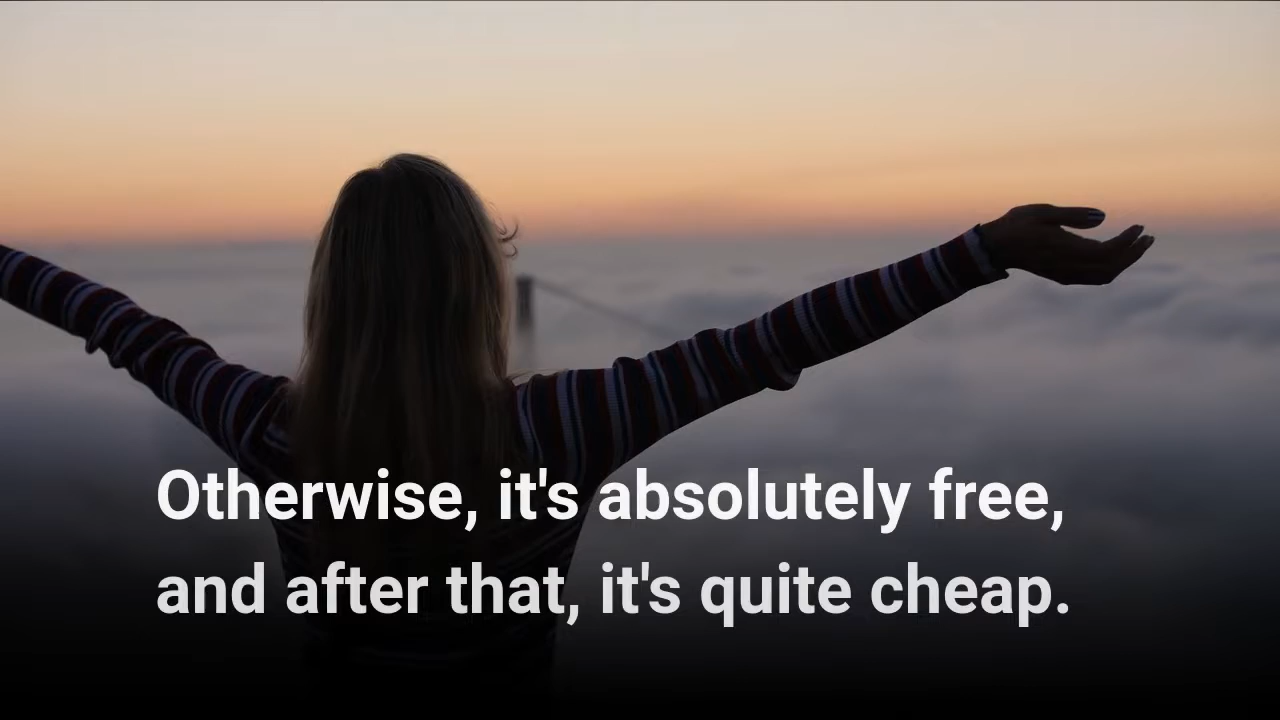 Otherwise, it's absolutely free,
and after that, it's quite cheap.